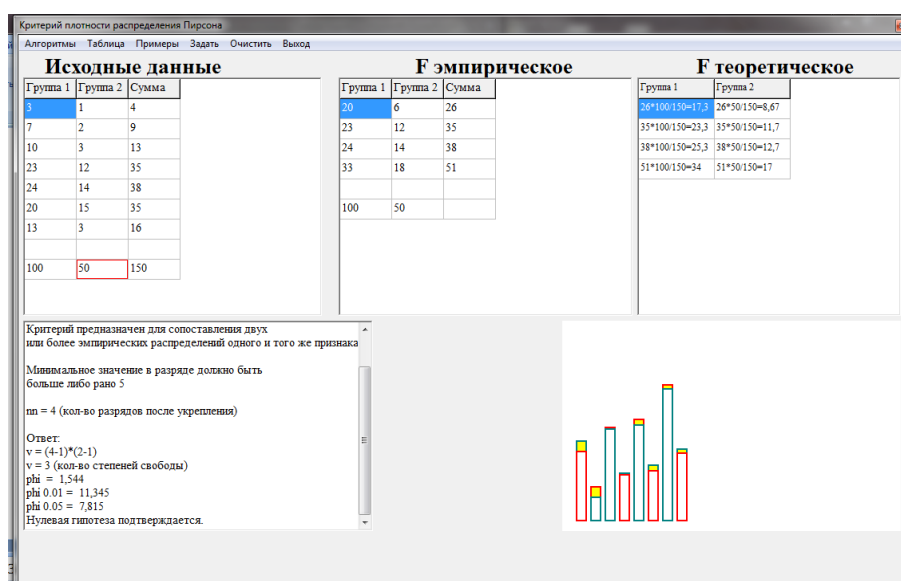 Критерий плотности распределения Пирсона
Алгоритмы Таблица Примеры Задать Очистить Выход
Исходные данные
Группа 1 Группа 2 Сумма
3 1 4
7 2 9
10 3 13
23 12 35
24 14 38
20 15 35
13 3 16
100 50 150
F эмпирическое
Группа 1 Группа 2 Сумма
20 6 26
23 12 35
24 14 38
33 18 51
100 50
F теоретическое
Группа 1 Группа 2
26*100/150=17,3 26*50/150=8,67
35*100/150=23,3 35*50/150=11,7
38*100/150=25,3 38*50/150=12,7
51*100/150=34 51*50/150=17
Критерий предназначен для сопоставления двух
или более эмпирических распределений одного и того же признака
Минимальное значение в разряде должно быть
больше либо рано 5
nn = 4 (кол-во разрядов после укрепления)
Ответ:
v = (4-1)*(2-1)
v = 3 (кол-во степеней свободы)
phi = 1,544
phi 0.01 = 11,345
phi 0.05 = 7,815
Нулевая гипотеза подтверждается.